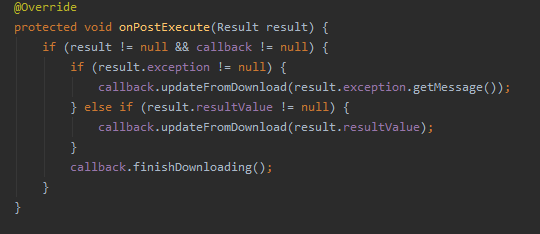 @Override
protected void onPostExecute(Result result) {
    if (result != null && callback != null) {
        if (result.exception != null) {
            callback.updateFromDownload(result.exception.getMessage());
        } else if (result.resultValue != null) {
            callback.updateFromDownload(result.resultValue);
        }
        callback.finishDownloading();
    }
}